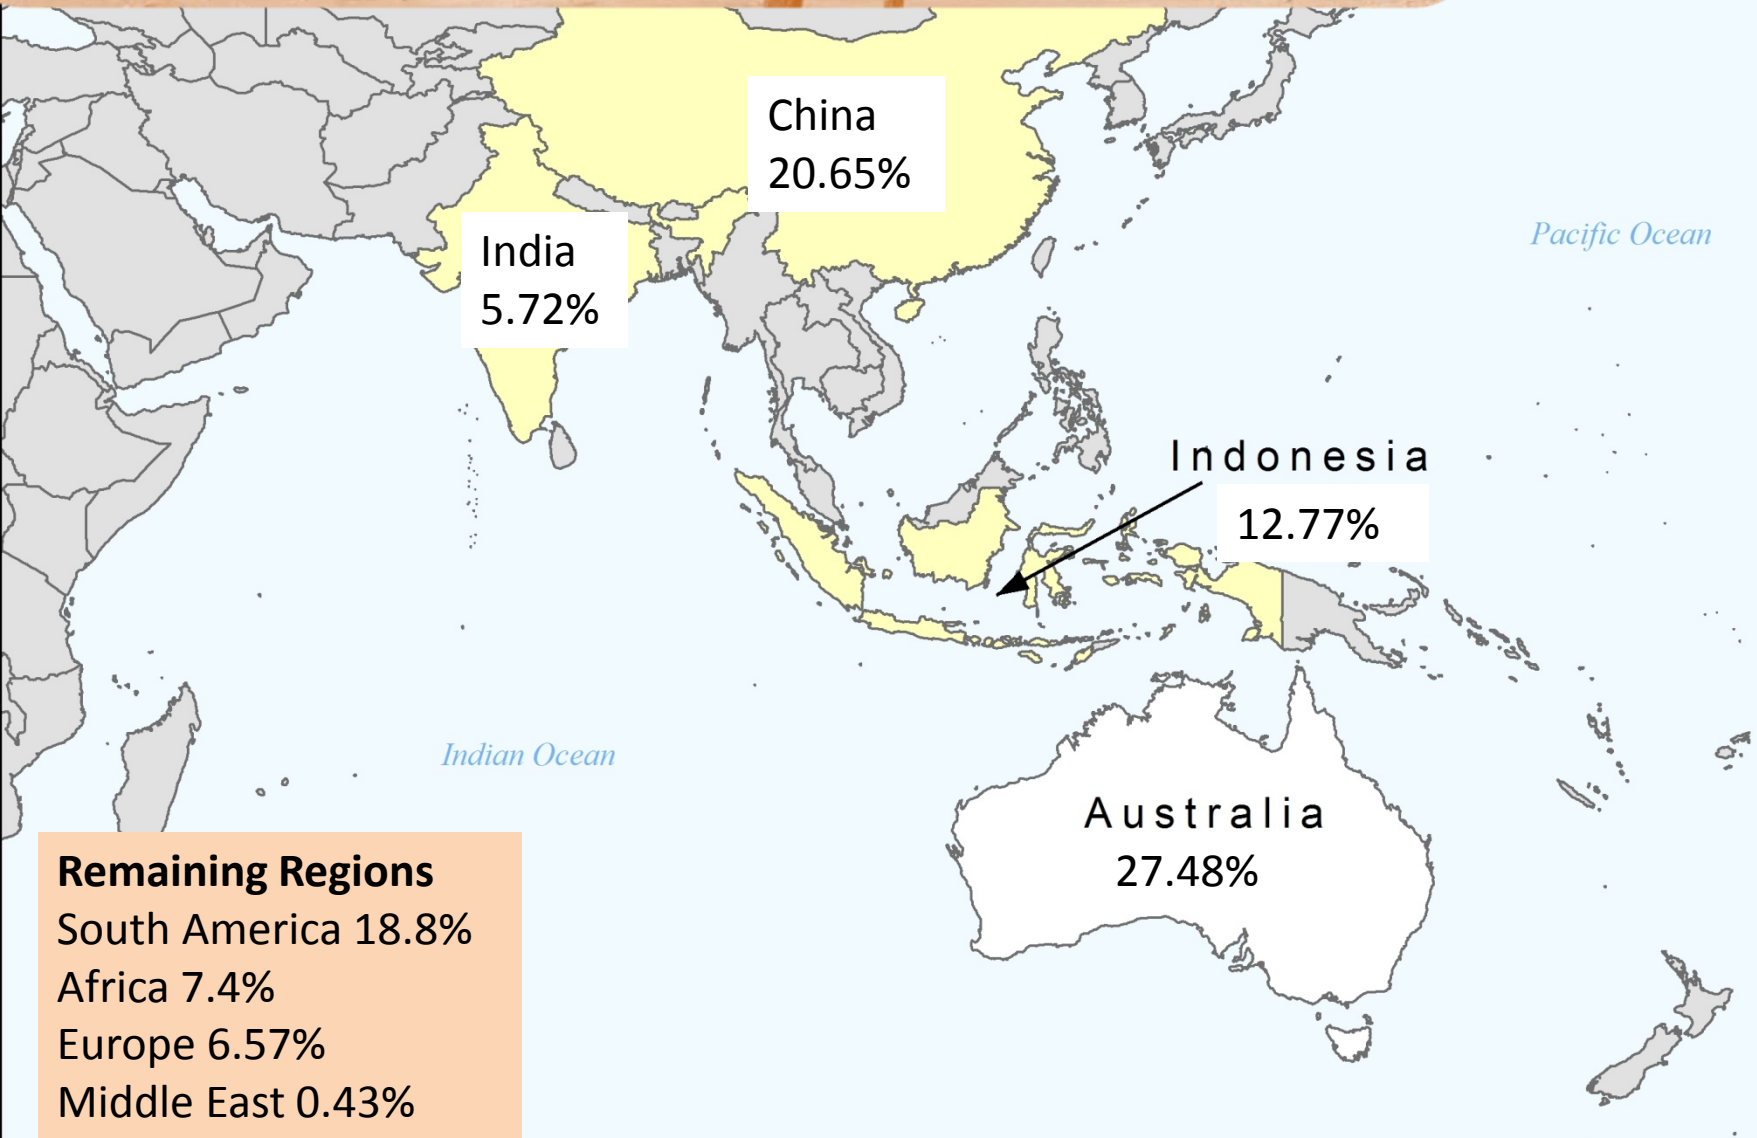 China
20.65%
Pacific Ocean
India
5.72%
Indonesia
12.77%
Indian Ocean
Australia
27.48%
Remaining Regions
South America 18.8%
Africa 7.4%
Europe 6.57%
Middle East 0.43%